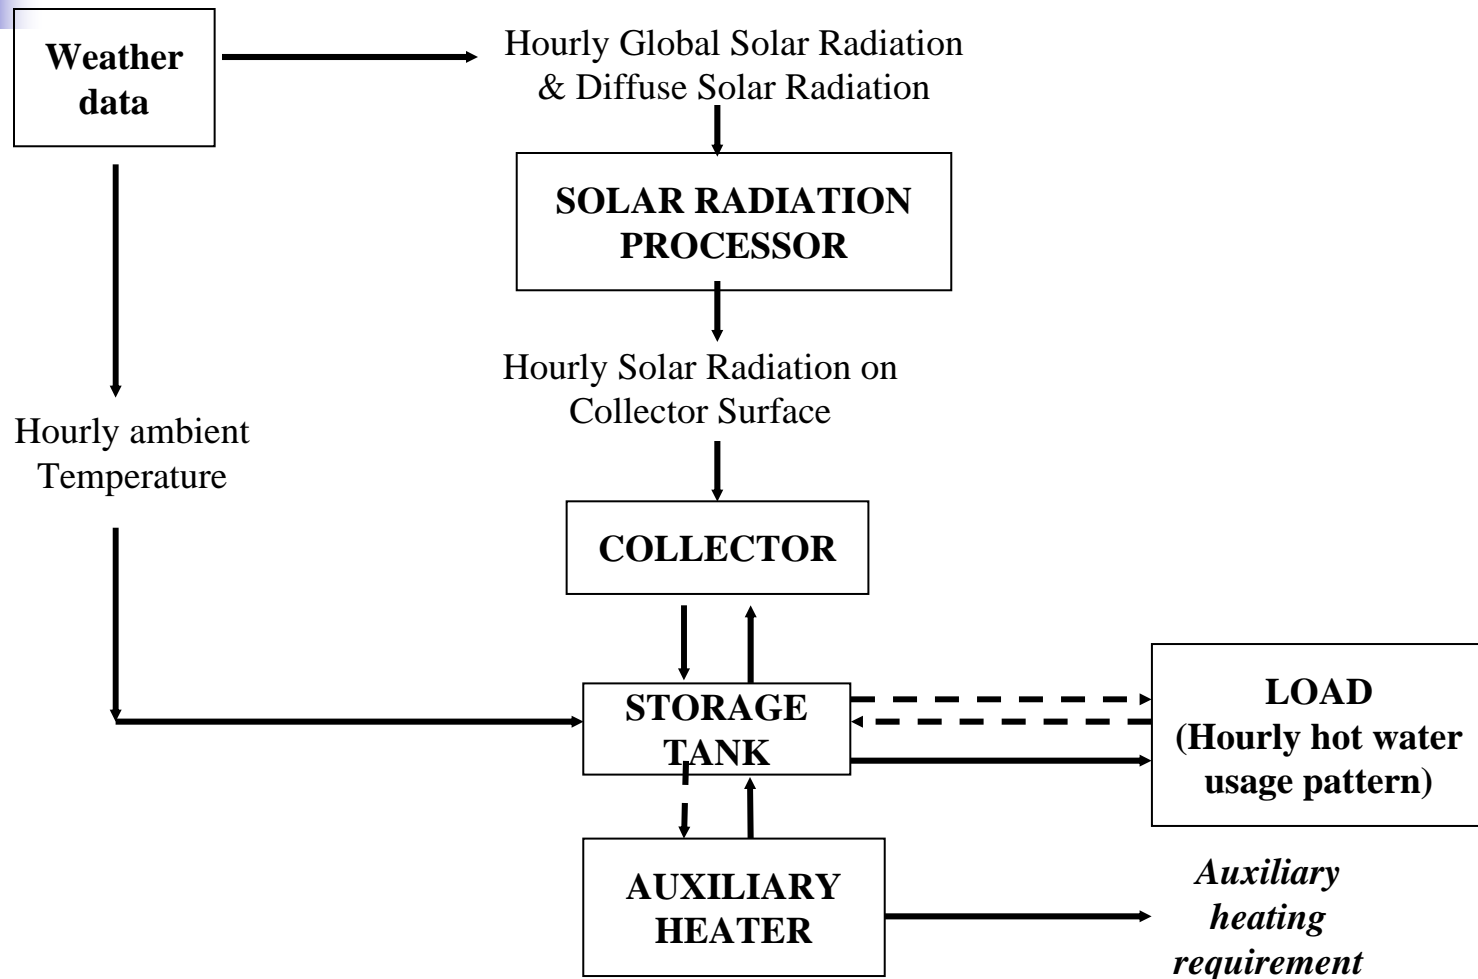 Weather
data
Hourly Global Solar Radiation
& Diffuse Solar Radiation
SOLAR RADIATION
PROCESSOR
Hourly Solar Radiation on
Collector Surface
Hourly ambient
Temperature
COLLECTOR
STORAGE
TANK
LOAD
(Hourly hot water
usage pattern)
AUXILIARY
HEATER
Auxiliary
heating
requirement